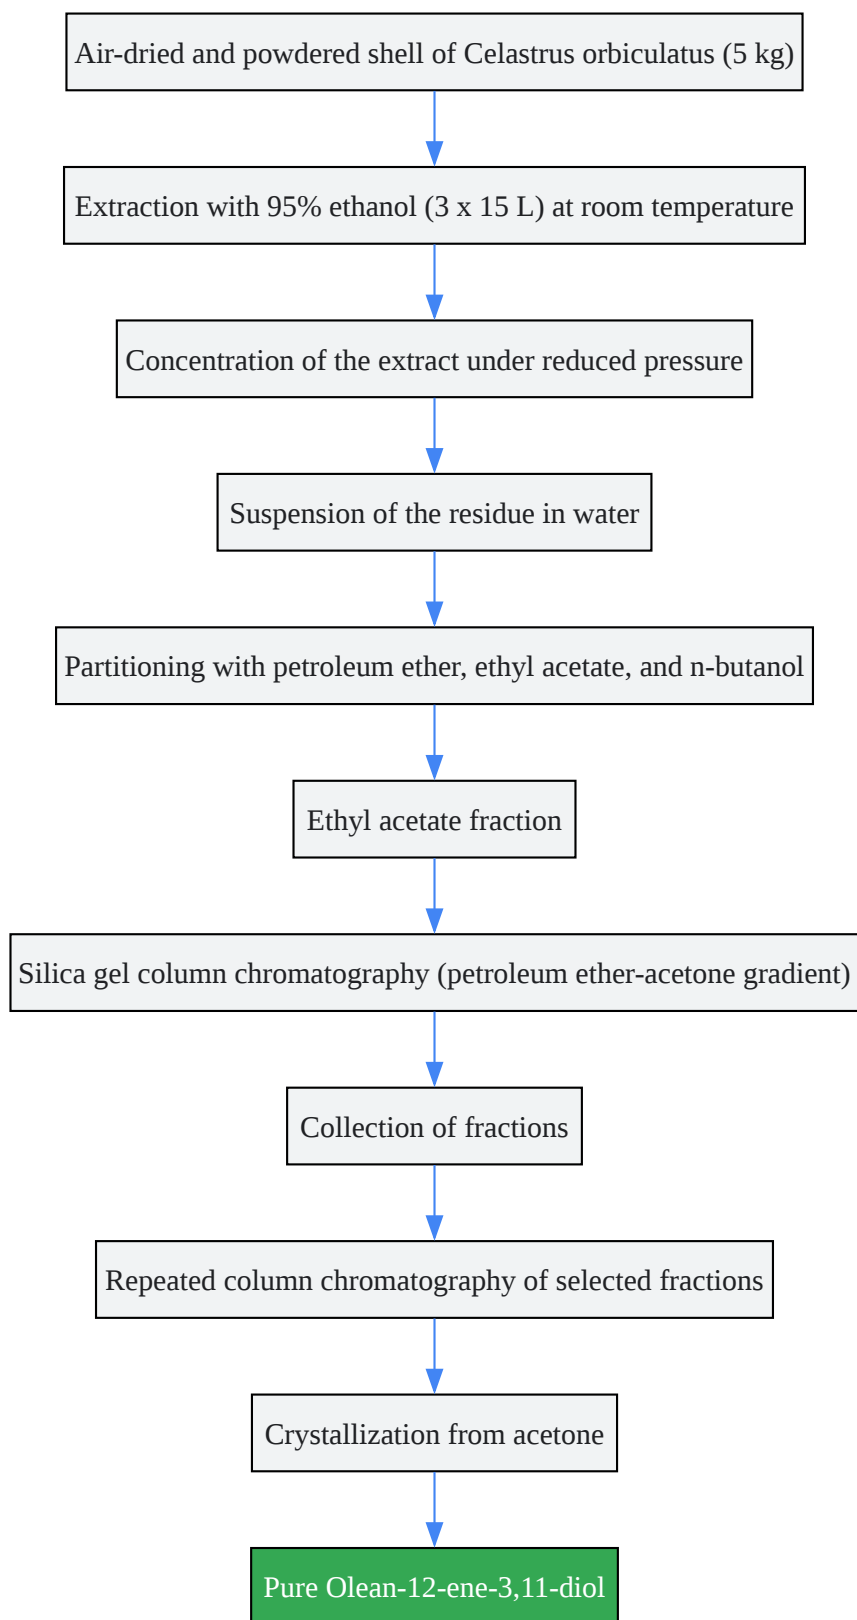 Air-dried and powdered shell of Celastrus orbiculatus (5 kg)
Extraction with 95% ethanol (3 x 15 L) at room temperature
Concentration of the extract under reduced pressure
Suspension of the residue in water
Partitioning with petroleum ether, ethyl acetate, and n-butanol
Ethyl acetate fraction
Silica gel column chromatography (petroleum ether-acetone gradient)
Collection of fractions
Repeated column chromatography of selected fractions
Crystallization from acetone
Pure Olean-12-ene-3,11-diol